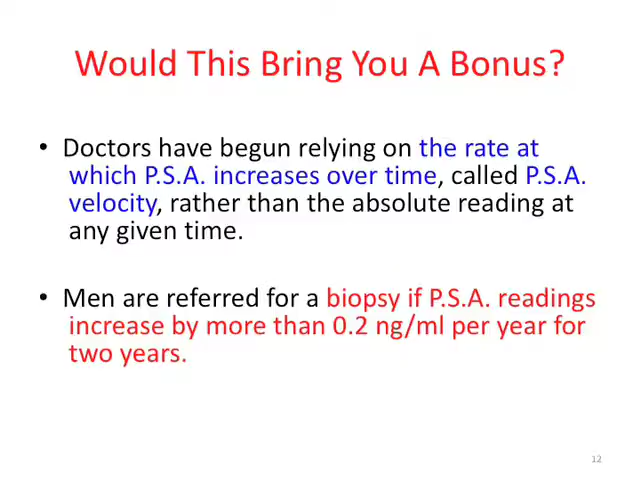 Would This Bring You A Bonus?
• Doctors have begun relying on the rate at
which P.S.A. increases over time, called P.S.A.
velocity, rather than the absolute reading at
any given time.
• Men are referred for a biopsy if P.S.A. readings
increase by more than 0.2 ng/ml per year for
two years.
12